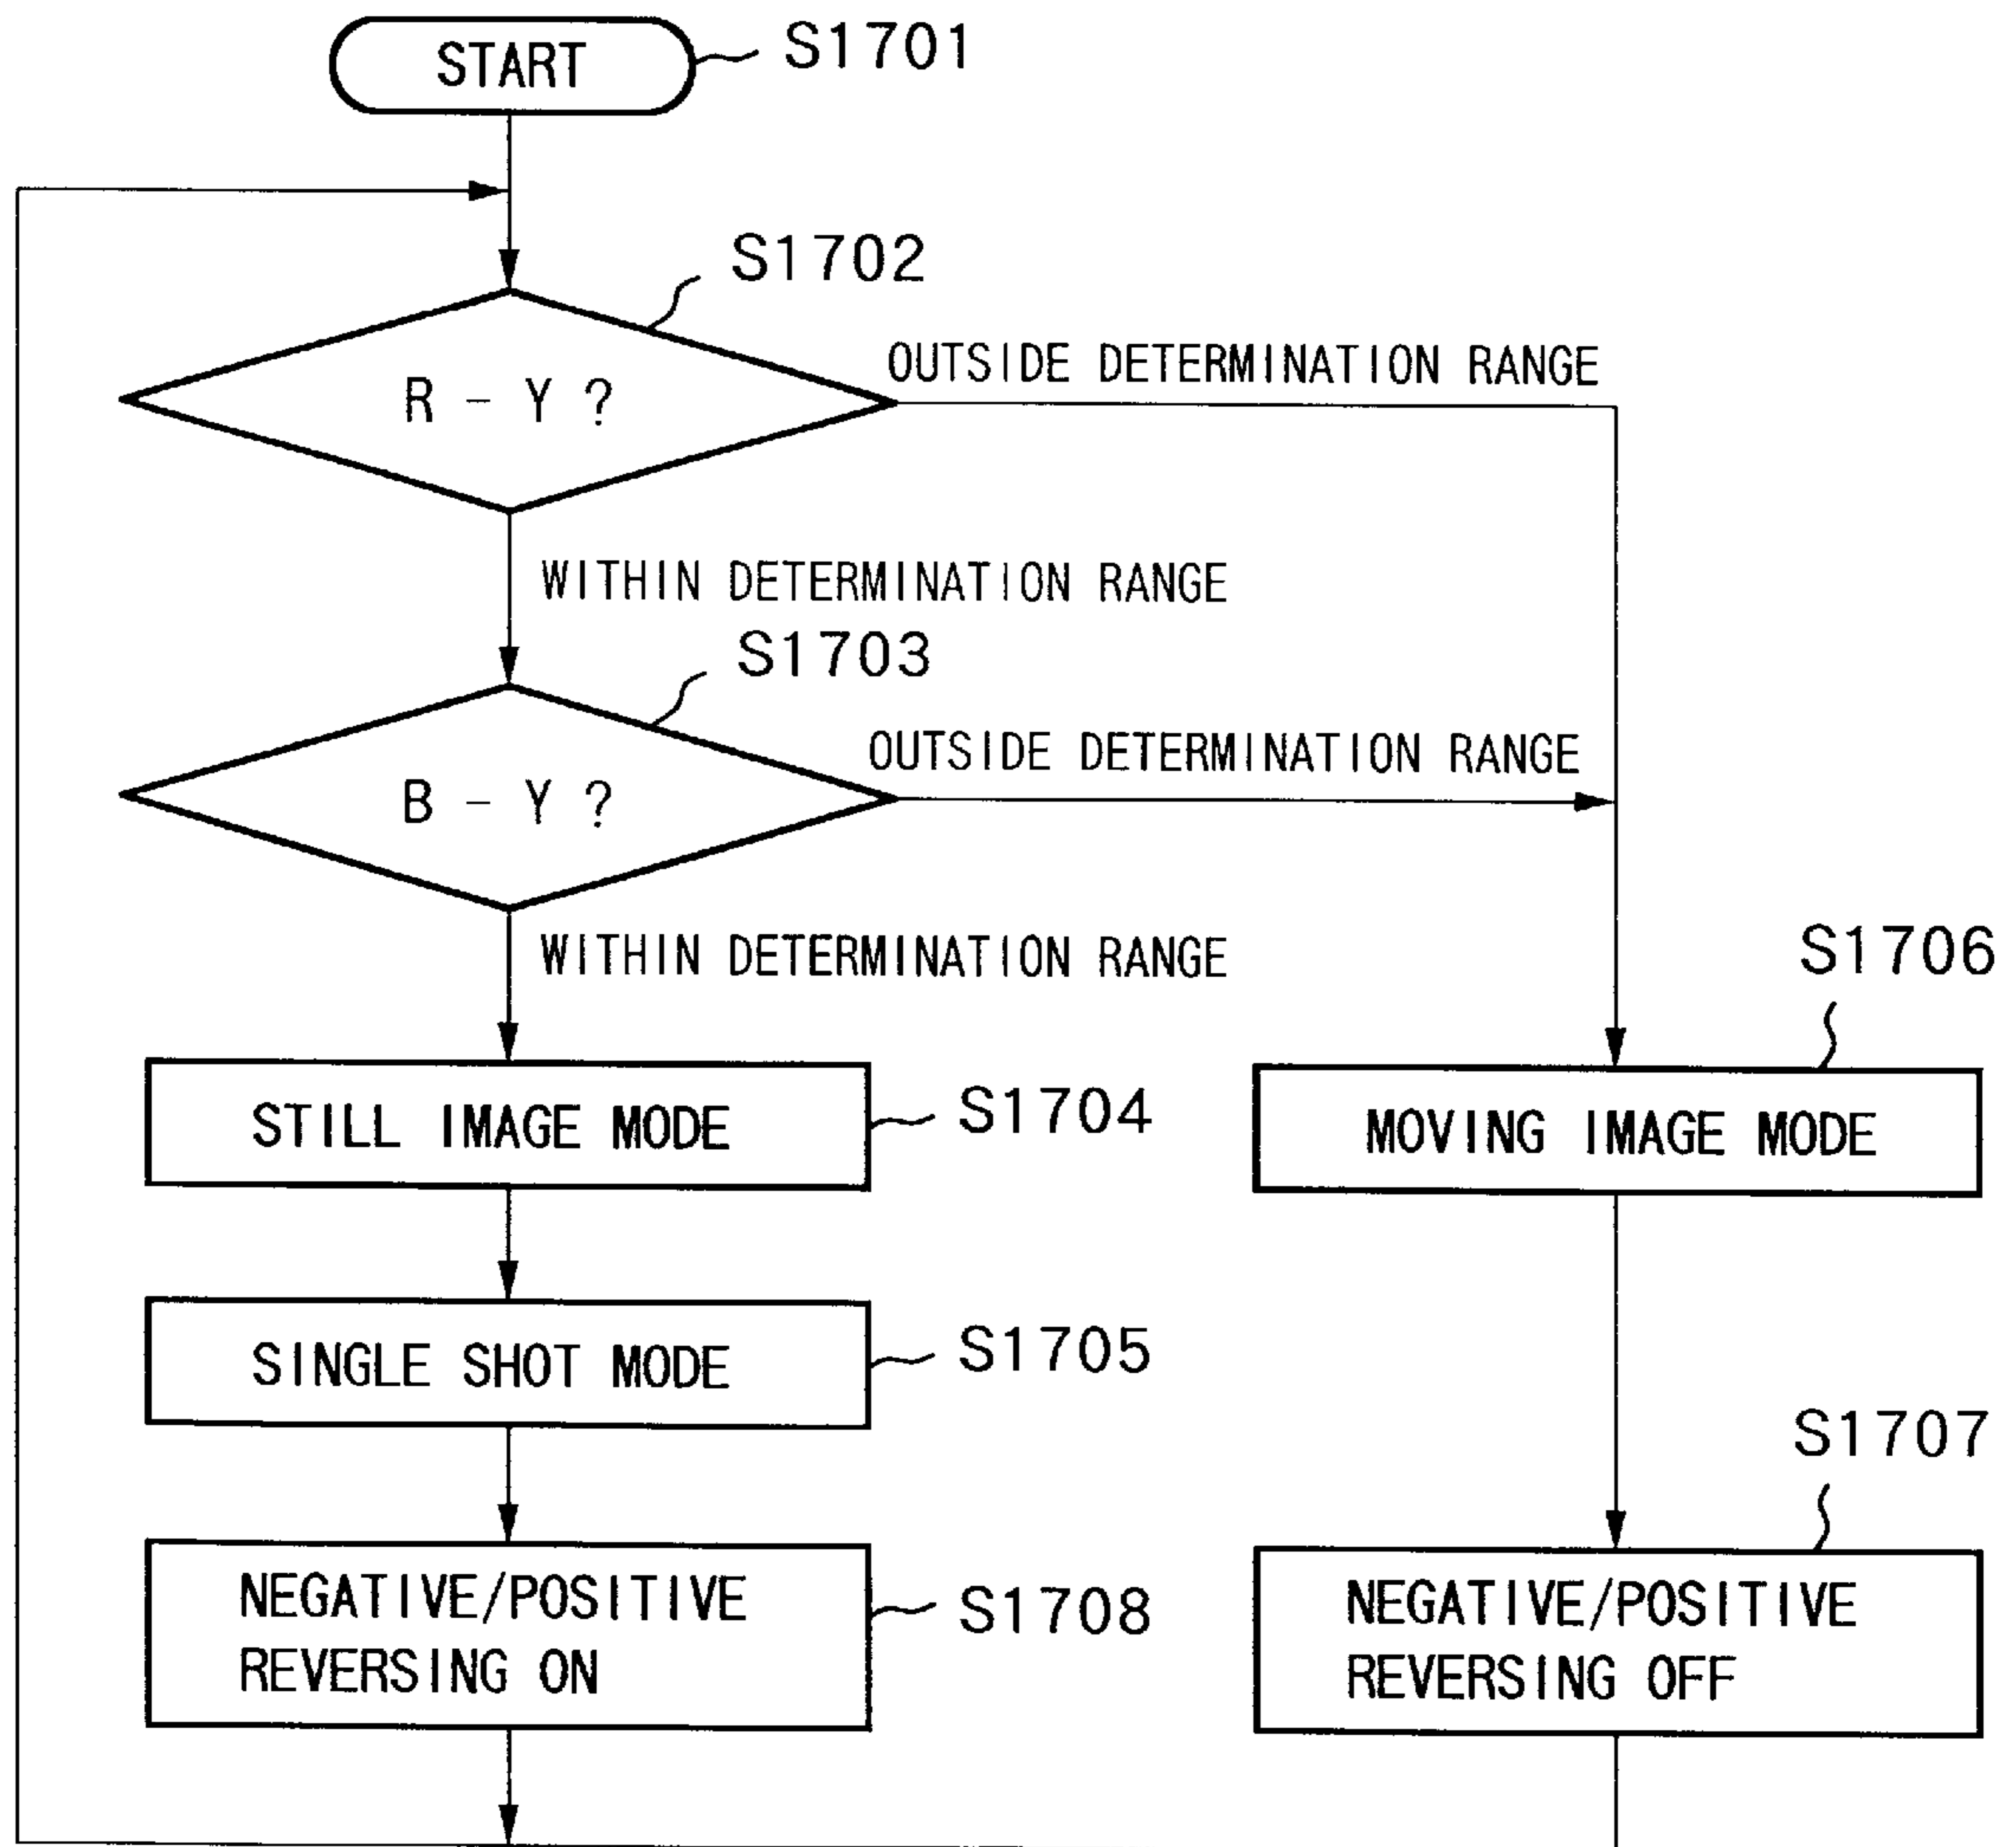 START
S1701
S1702
R - Y ?
OUTSIDE DETERMINATION RANGE
WITHIN DETERMINATION RANGE
S1703
B - Y ?
OUTSIDE DETERMINATION RANGE
WITHIN DETERMINATION RANGE
S1706
STILL IMAGE MODE
S1704
MOVING IMAGE MODE
SINGLE SHOT MODE
S1705
S1707
NEGATIVE/POSITIVE
REVERSING ON
S1708
NEGATIVE/POSITIVE
REVERSING OFF